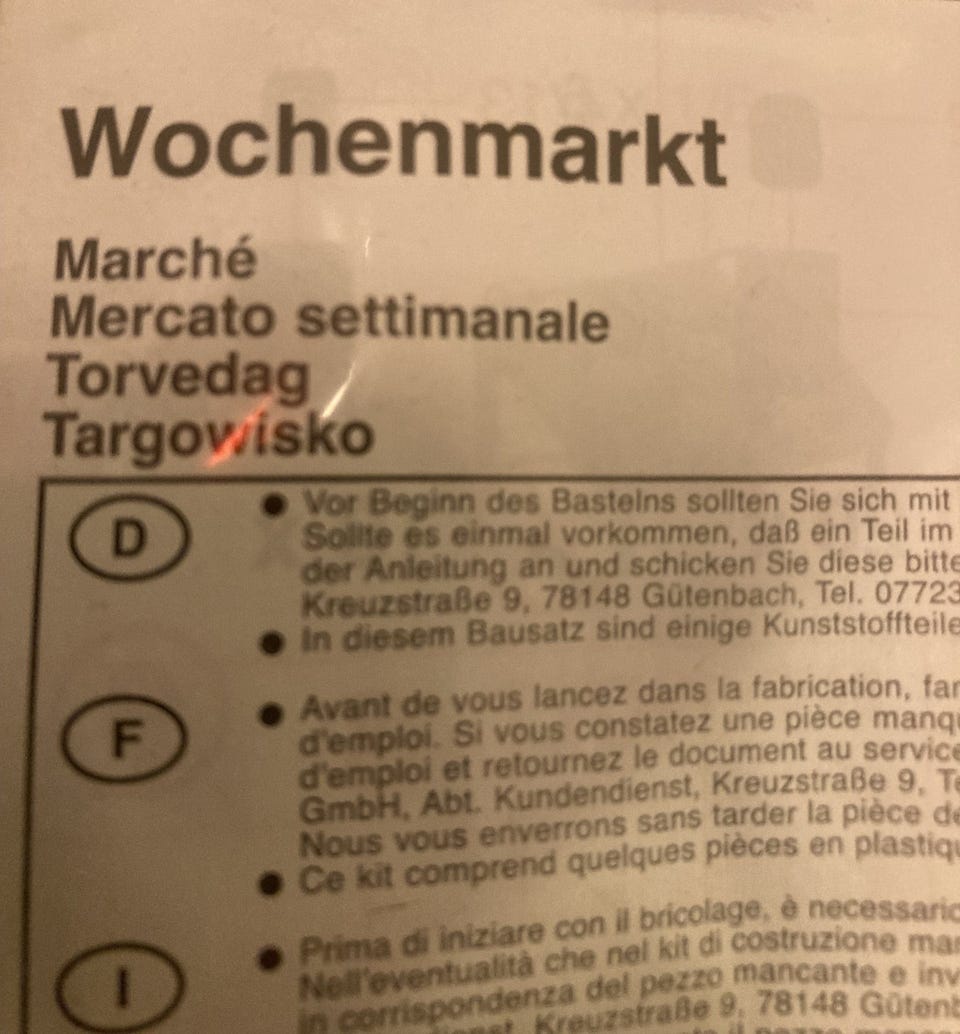 Wochenmarkt
Marché
Mercato settimanale
Torvedag
Targowisko
D
● Vor Beginn des Bastelns sollten Sie sich mit
Sollte es einmal vorkommen, daß ein Teil im
der Anleitung an und schicken Sie diese bitte
Kreuzstraße 9, 78148 Gütenbach, Tel. 07723
● In diesem Bausatz sind einige Kunststoffteile
F
● Avant de vous lancez dans la fabrication,
d'emploi. Si vous constatez une pièce
d'emploi et retournez le document au service
GmbH, Abt. Kundendienst, Kreuzstraße 9,
Nous vous enverrons sans tarder la pièce
● Ce kit comprend quelques pièces en
I
● Prima di iniziare con il bricolage, è
Nell'eventualità che nel kit di costruzione
in corrispondenza del pezzo mancante e
Kreuzstraße 9, 78148